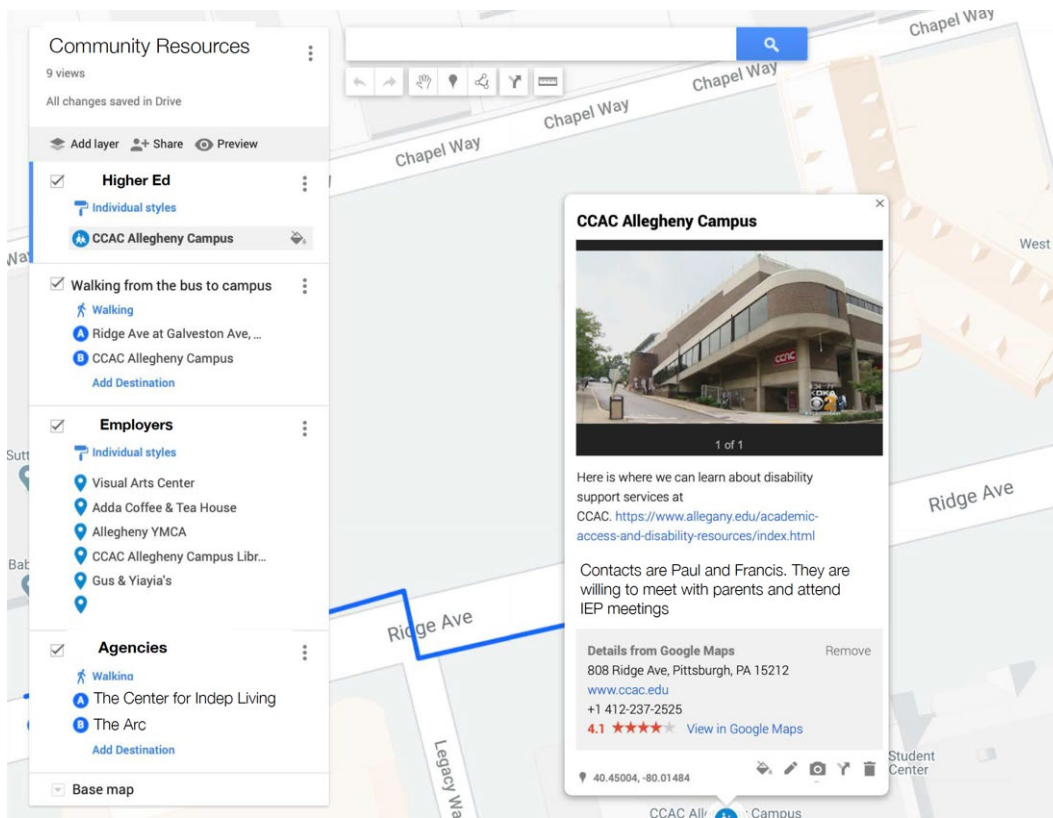 Community Resources
9 views
All changes saved in Drive
Add layer Share Preview
Higher Ed
Individual styles
CCAC Allegheny Campus
Walking from the bus to campus
Walking
A Ridge Ave at Galveston Ave, ...
B CCAC Allegheny Campus
Add Destination
Employers
Individual styles
Visual Arts Center
Adda Coffee & Tea House
Allegheny YMCA
CCAC Allegheny Campus Libr...
Gus & Yiayia's
Agencies
Walking
A The Center for Indep Living
B The Arc
Add Destination
Base map
Chapel Way
Chapel Way
Chapel Way
Chapel Way
West
Way
Sutt
Bab
Ridge Ave
Ridge Ave
Legacy Wa
Student
Center
CCAC Allegheny Campus
CCAC
KDKA
2
1 of 1
Here is where we can learn about disability
support services at
CCAC. https://www.allegany.edu/academic-
access-and-disability-resources/index.html
Contacts are Paul and Francis. They are
willing to meet with parents and attend
IEP meetings
Details from Google Maps Remove
808 Ridge Ave, Pittsburgh, PA 15212
www.ccac.edu
+1 412-237-2525
4.1 View in Google Maps
40.45004, -80.01484
CCAC All Campus